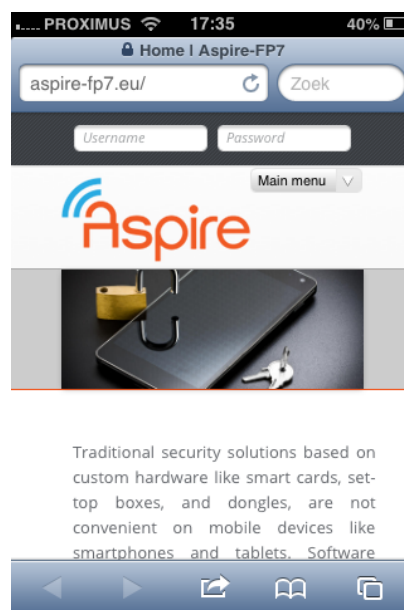 PROXIMUS 17:35 40%
Home | Aspire-FP7
aspire-fp7.eu/ Zoek
Username Password
Main menu
Aspire
Traditional security solutions based on
custom hardware like smart cards, set-
top boxes, and dongles, are not
convenient on mobile devices like
smartphones and tablets. Software